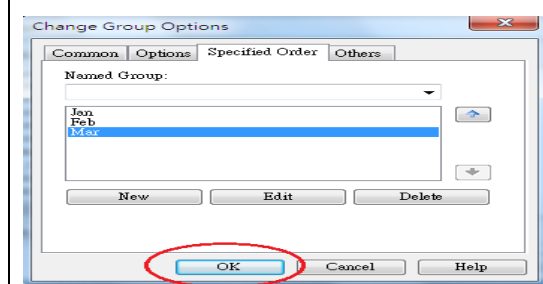 Change Group Options
Common Options Specified Order Others
Named Group:
Jan
Feb
Mar
New Edit Delete
OK Cancel Help